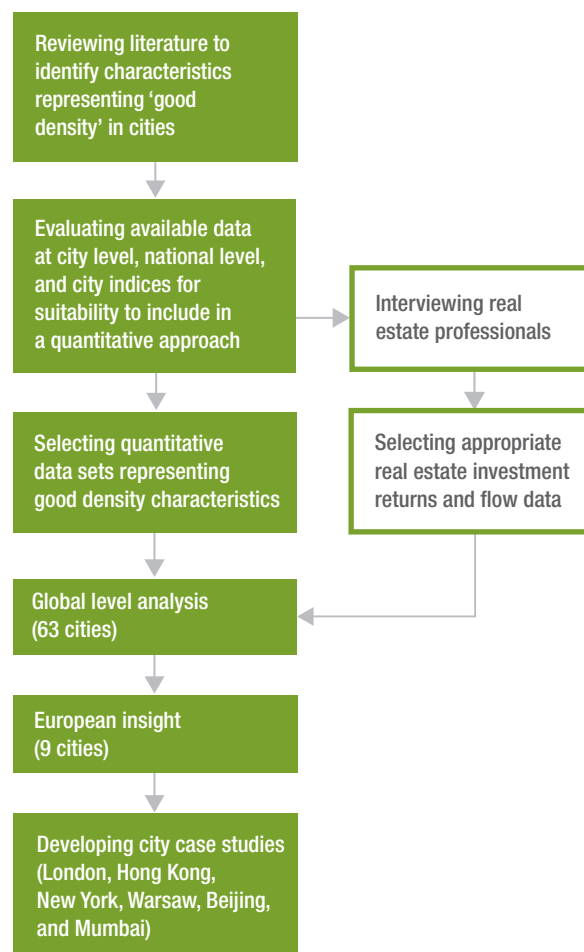 Reviewing literature to
identify characteristics
representing ‘good
density’ in cities
Evaluating available data
at city level, national level,
and city indices for
suitability to include in
a quantitative approach
Interviewing real
estate professionals
Selecting quantitative
data sets representing
good density characteristics
Selecting appropriate
real estate investment
returns and flow data
Global level analysis
(63 cities)
European insight
(9 cities)
Developing city case studies
(London, Hong Kong,
New York, Warsaw, Beijing,
and Mumbai)